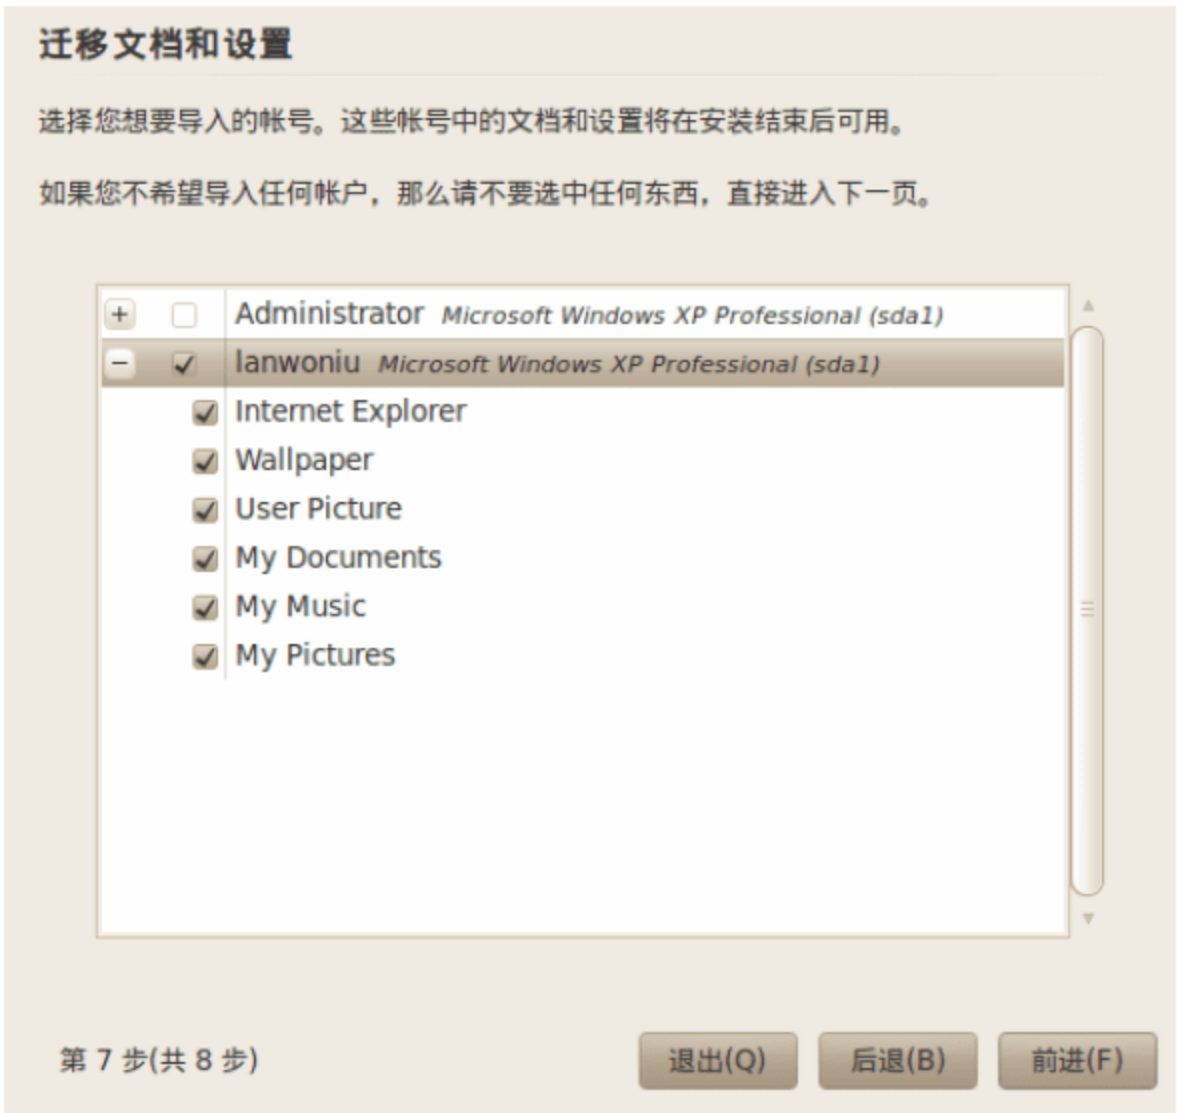 迁移文档和设置
选择您想要导入的帐号。这些帐号中的文档和设置将在安装结束后可用。
如果您不希望导入任何帐户，那么请不要选中任何东西，直接进入下一页。
Administrator Microsoft Windows XP Professional (sda1)
lanwoniu Microsoft Windows XP Professional (sda1)
Internet Explorer
Wallpaper
User Picture
My Documents
My Music
My Pictures
第 7 步(共 8 步) 退出(Q) 后退(B) 前进(F)